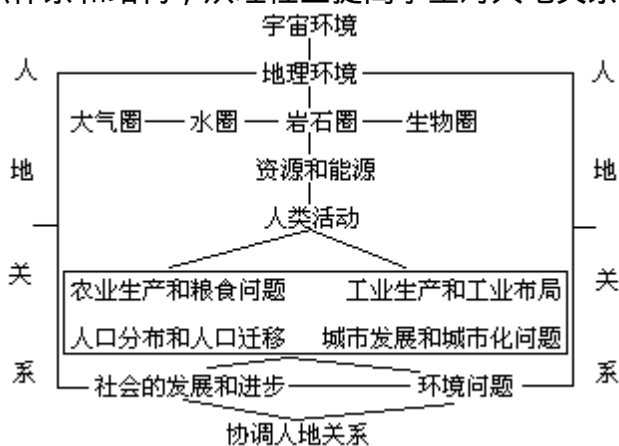 宇宙环境
人 地理环境 人
大气圈 水圈 岩石圈 生物圈
地 资源和能源 地
人类活动
关 农业生产和粮食问题 工业生产和工业布局 关
人口分布和人口迁移 城市发展和城市化问题
系 社会的发展和进步 环境问题 系
协调人地关系